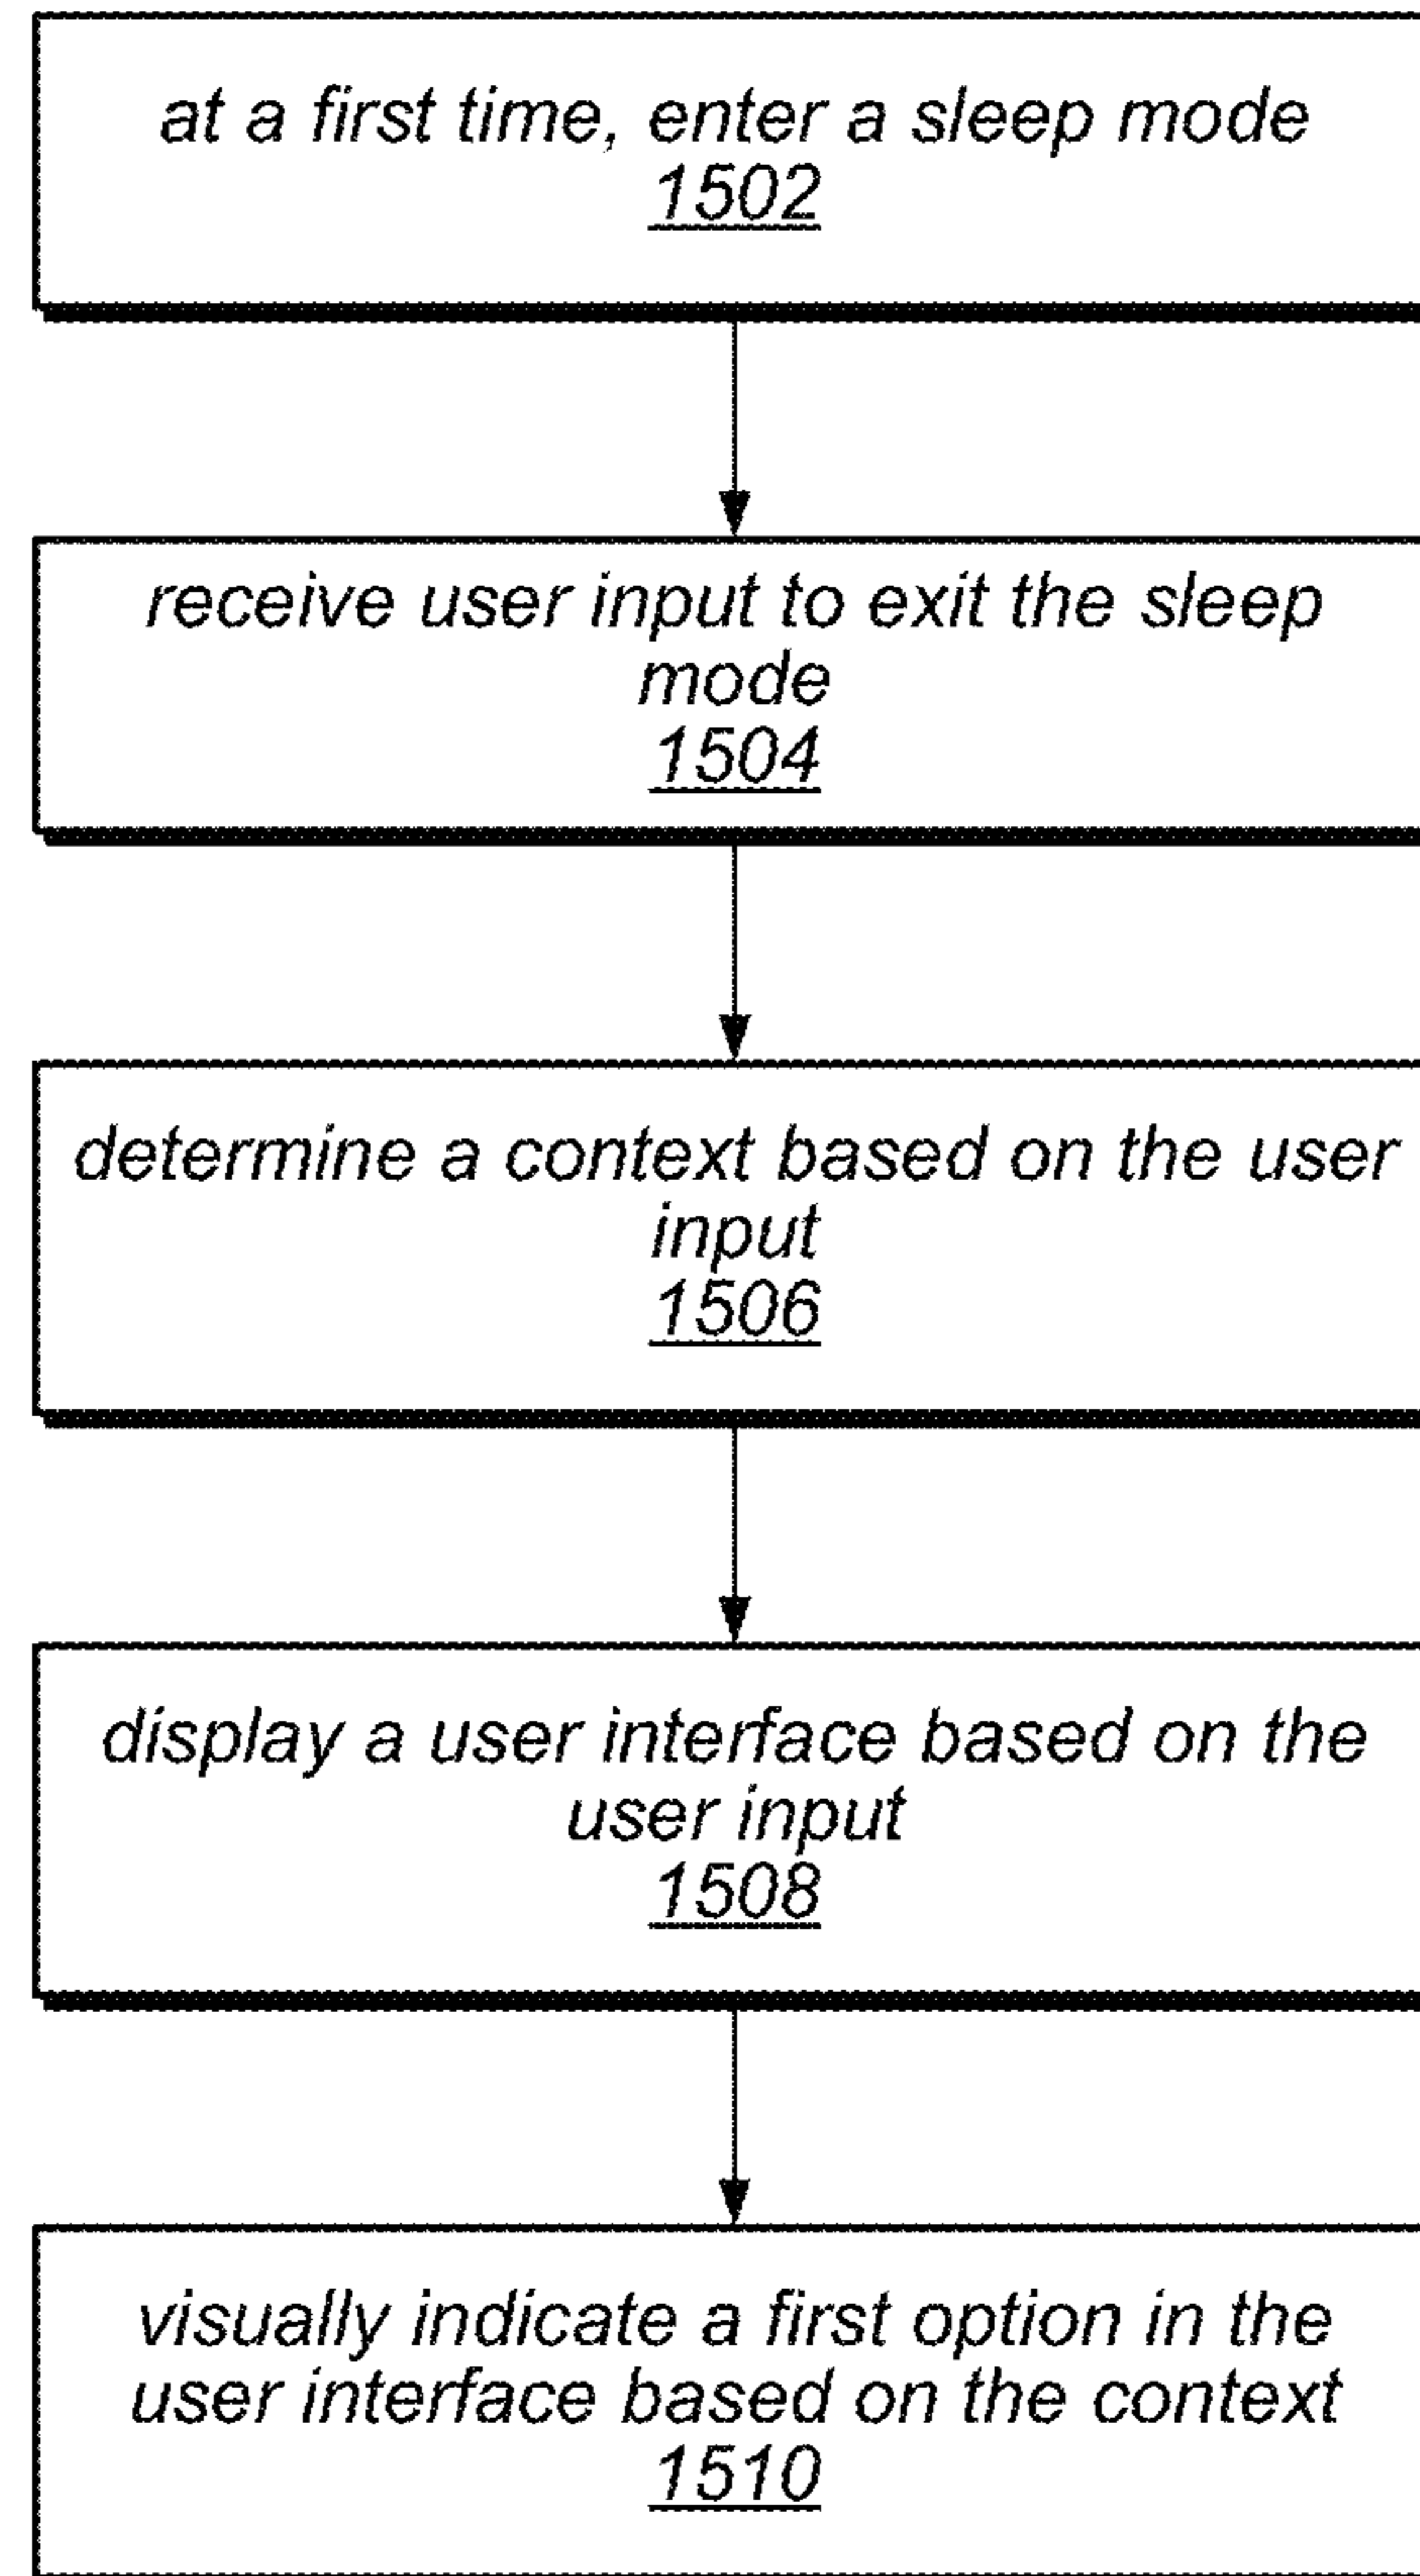 at a first time, enter a sleep mode
1502
receive user input to exit the sleep
mode
1504
determine a context based on the user
input
1506
display a user interface based on the
user input
1508
visually indicate a first option in the
user interface based on the context
1510